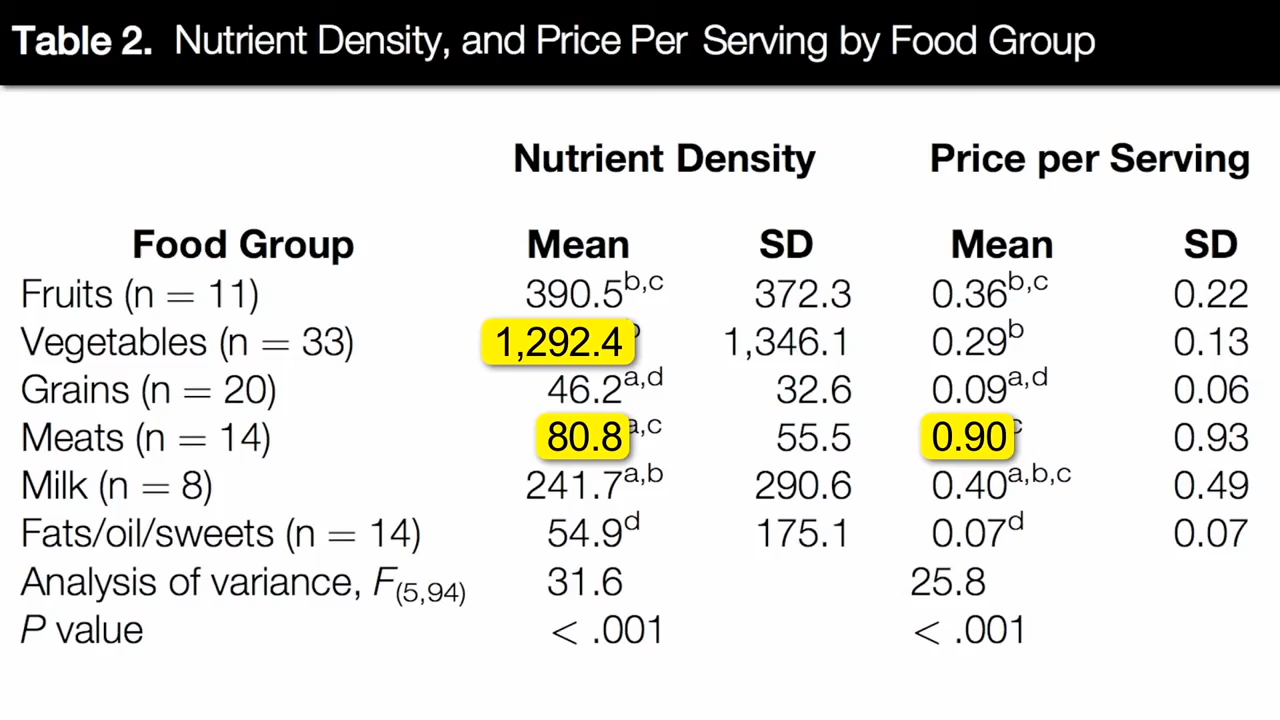 Table 2. Nutrient Density, and Price Per Serving by Food Group
Nutrient Density Price per Serving
Food Group Mean SD Mean SD
Fruits (n = 11) 390.5b,c 372.3 0.36b,c 0.22
Vegetables (n = 33) 1,292.4 1,346.1 0.29b 0.13
Grains (n = 20) 46.2a,d 32.6 0.09a,d 0.06
Meats (n = 14) 80.8a,c 55.5 0.90c 0.93
Milk (n = 8) 241.7a,b 290.6 0.40a,b,c 0.49
Fats/oil/sweets (n = 14) 54.9d 175.1 0.07d 0.07
Analysis of variance, F(5,94) 31.6 25.8
P value < .001 < .001